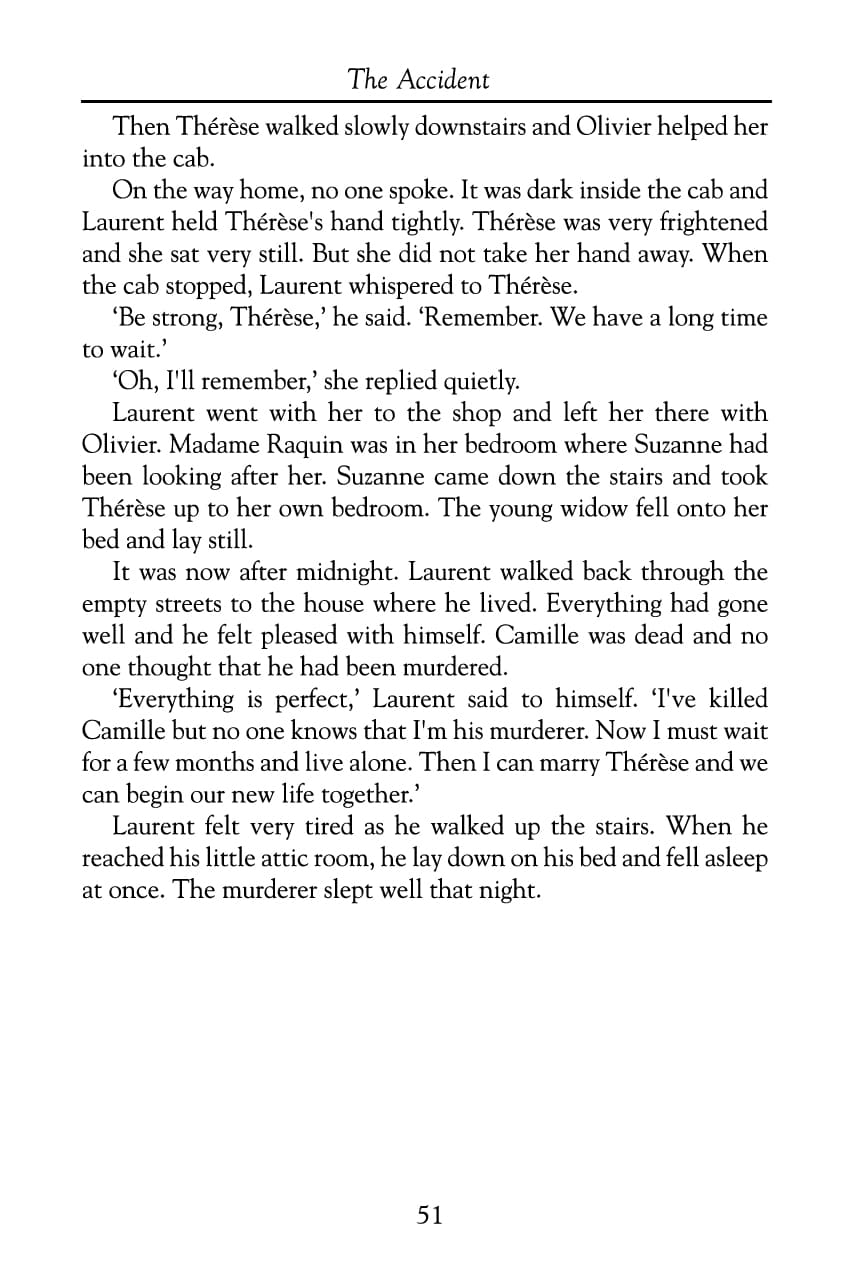 The Accident
Then Thérèse walked slowly downstairs and Olivier helped her
into the cab.
On the way home, no one spoke. It was dark inside the cab and
Laurent held Thérèse's hand tightly. Thérèse was very frightened
and she sat very still. But she did not take her hand away. When
the cab stopped, Laurent whispered to Thérèse.
‘Be strong, Thérèse,’ he said. ‘Remember. We have a long time
to wait.’
‘Oh, I'll remember,’ she replied quietly.
Laurent went with her to the shop and left her there with
Olivier. Madame Raquin was in her bedroom where Suzanne had
been looking after her. Suzanne came down the stairs and took
Thérèse up to her own bedroom. The young widow fell onto her
bed and lay still.
It was now after midnight. Laurent walked back through the
empty streets to the house where he lived. Everything had gone
well and he felt pleased with himself. Camille was dead and no
one thought that he had been murdered.
‘Everything is perfect,’ Laurent said to himself. ‘I've killed
Camille but no one knows that I'm his murderer. Now I must wait
for a few months and live alone. Then I can marry Thérèse and we
can begin our new life together.’
Laurent felt very tired as he walked up the stairs. When he
reached his little attic room, he lay down on his bed and fell asleep
at once. The murderer slept well that night.
51